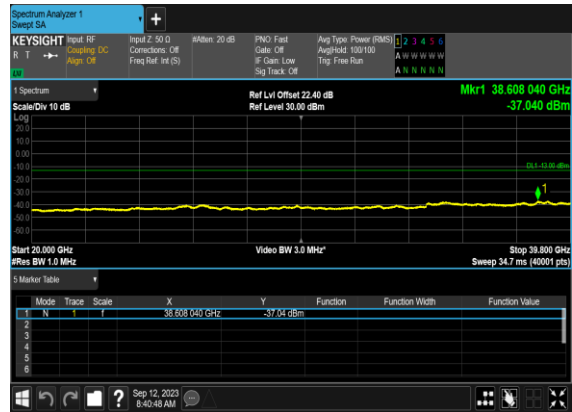 Spectrum Analyzer 1
Swept SA
+
KEYSIGHT Input: RF Input Z: 50 Ω #Atten: 20 dB PNO: Fast Avg Type: Power (RMS) 1 2 3 4 5 6
R T Coupling: DC Corrections: Off Gate: Off Avg|Hold: 100/100 A W W W W W
Align: Off Freq Ref: Int (S) IF Gain: Low Trig: Free Run
LW Sig Track: Off A N N N N N
1 Spectrum Ref Lvl Offset 22.40 dB Mkr1 38.608 040 GHz
Scale/Div 10 dB Ref Level 30.00 dBm -37.040 dBm
Log
20.0
10.0
0.00
-10.0 DL1 -13.00 dBm
-20.0
-30.0 1
-40.0
-50.0
-60.0
Start 20.000 GHz Video BW 3.0 MHz* Stop 39.800 GHz
#Res BW 1.0 MHz Sweep 34.7 ms (40001 pts)
5 Marker Table
Mode Trace Scale X Y Function Function Width Function Value
1 N 1 f 38.608 040 GHz -37.04 dBm
2
3
4
5
6
? Sep 12, 2023
8:40:48 AM